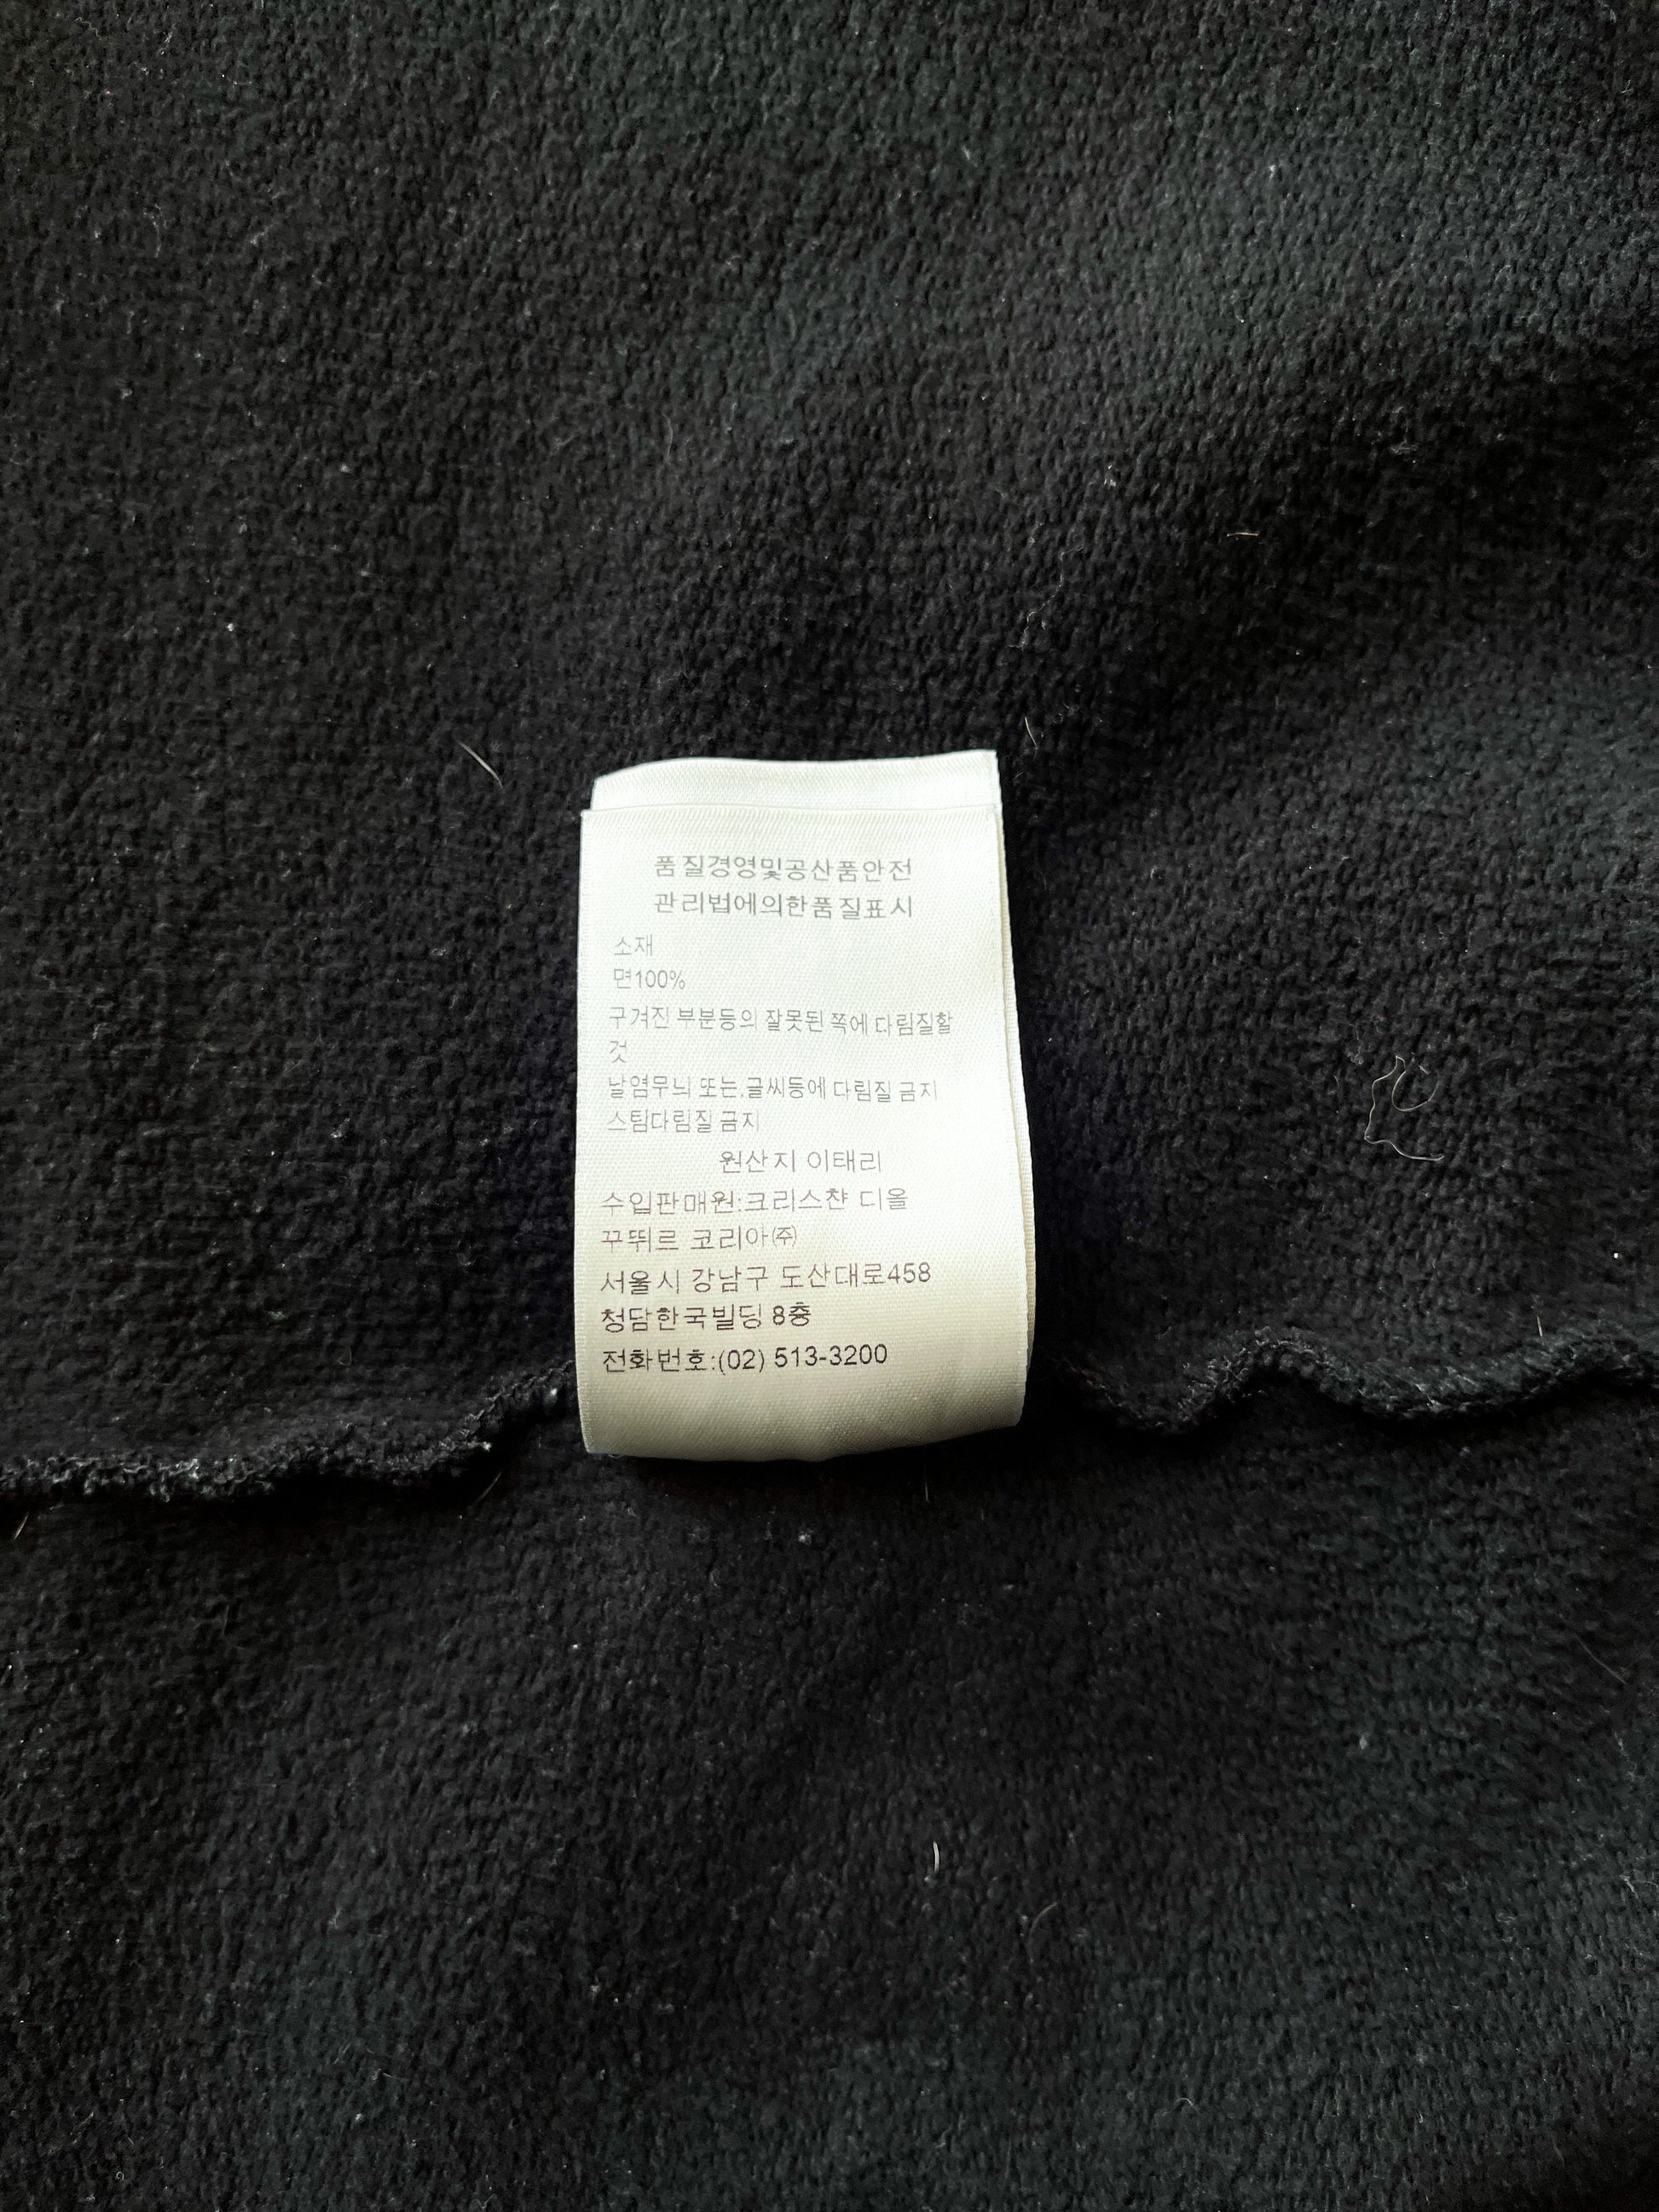 품질경영및공산품안전
관리법에의한품질표시
소재
면100%
구겨진 부분등의 잘못된 쪽에 다림질할
것
날염무늬 또는,글씨등에 다림질 금지
스팀다림질 금지
원산지 이태리
수입판매원:크리스챤 디올
꾸뛰르 코리아㈜
서울시 강남구 도산대로458
청담한국빌딩 8층
전화번호:(02) 513-3200